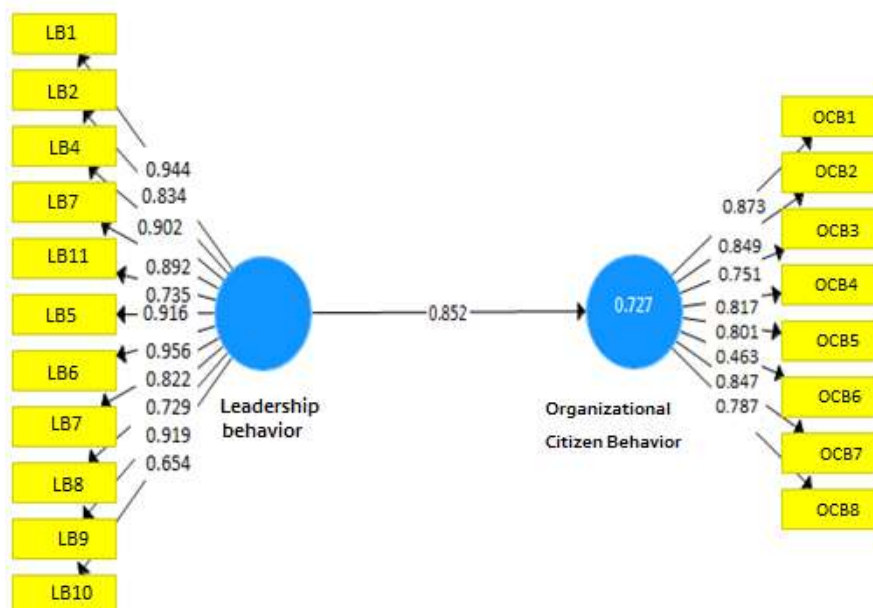 LB1
LB2
LB4
LB7
LB11
LB5
LB6
LB7
LB8
LB9
LB10
0.944
0.834
0.902
0.892
0.735
0.916
0.956
0.822
0.729
0.919
0.654
Leadership
behavior
0.852
0.727
Organizational
Citizen Behavior
0.873
0.849
0.751
0.817
0.801
0.463
0.847
0.787
OCB1
OCB2
OCB3
OCB4
OCB5
OCB6
OCB7
OCB8